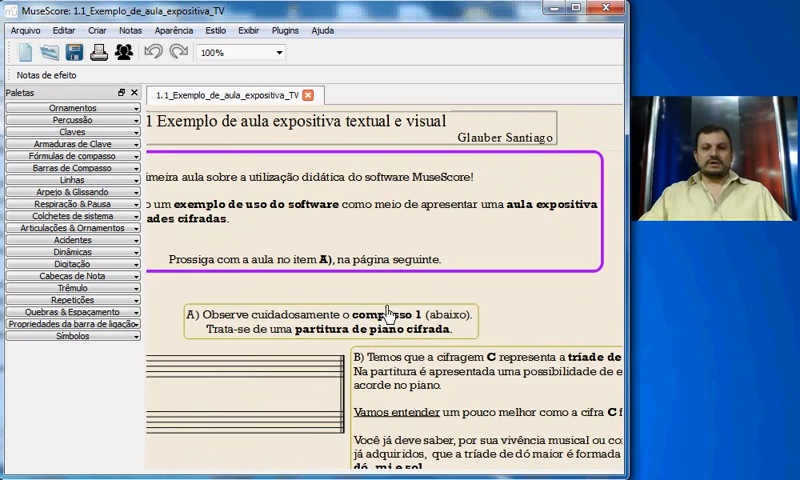 MuseScore: 1.1_Exemplo_de_aula_expositiva_TV
Arquivo Editar Criar Notas Aparência Estilo Exibir Plugins Ajuda
100%
Notas de efeito
Paletas
Ornamentos
Percussão
Claves
Armaduras de Clave
Fórmulas de compasso
Barras de Compasso
Linhas
Arpejo & Glissando
Respiração & Pausa
Colchetes de sistema
Articulações & Ornamentos
Acidentes
Dinâmicas
Digitação
Cabeças de Nota
Trêmulo
Repetições
Quebras & Espaçamento
Propriedades da barra de ligação
Símbolos
1.1_Exemplo_de_aula_expositiva_TV
1 Exemplo de aula expositiva textual e visual
Glauber Santiago
imeira aula sobre a utilização didática do software MuseScore!
o um exemplo de uso do software como meio de apresentar uma aula expositiva
ades cifradas.
Prossiga com a aula no item A), na página seguinte.
A) Observe cuidadosamente o compasso 1 (abaixo).
Trata-se de uma partitura de piano cifrada.
B) Temos que a cifragem C representa a tríade de
Na partitura é apresentada uma possibilidade de e
acorde no piano.
Vamos entender um pouco melhor como a cifra C f
Você já deve saber, por sua vivência musical ou co
já adquiridos, que a tríade de dó maior é formada
dó, mi e sol